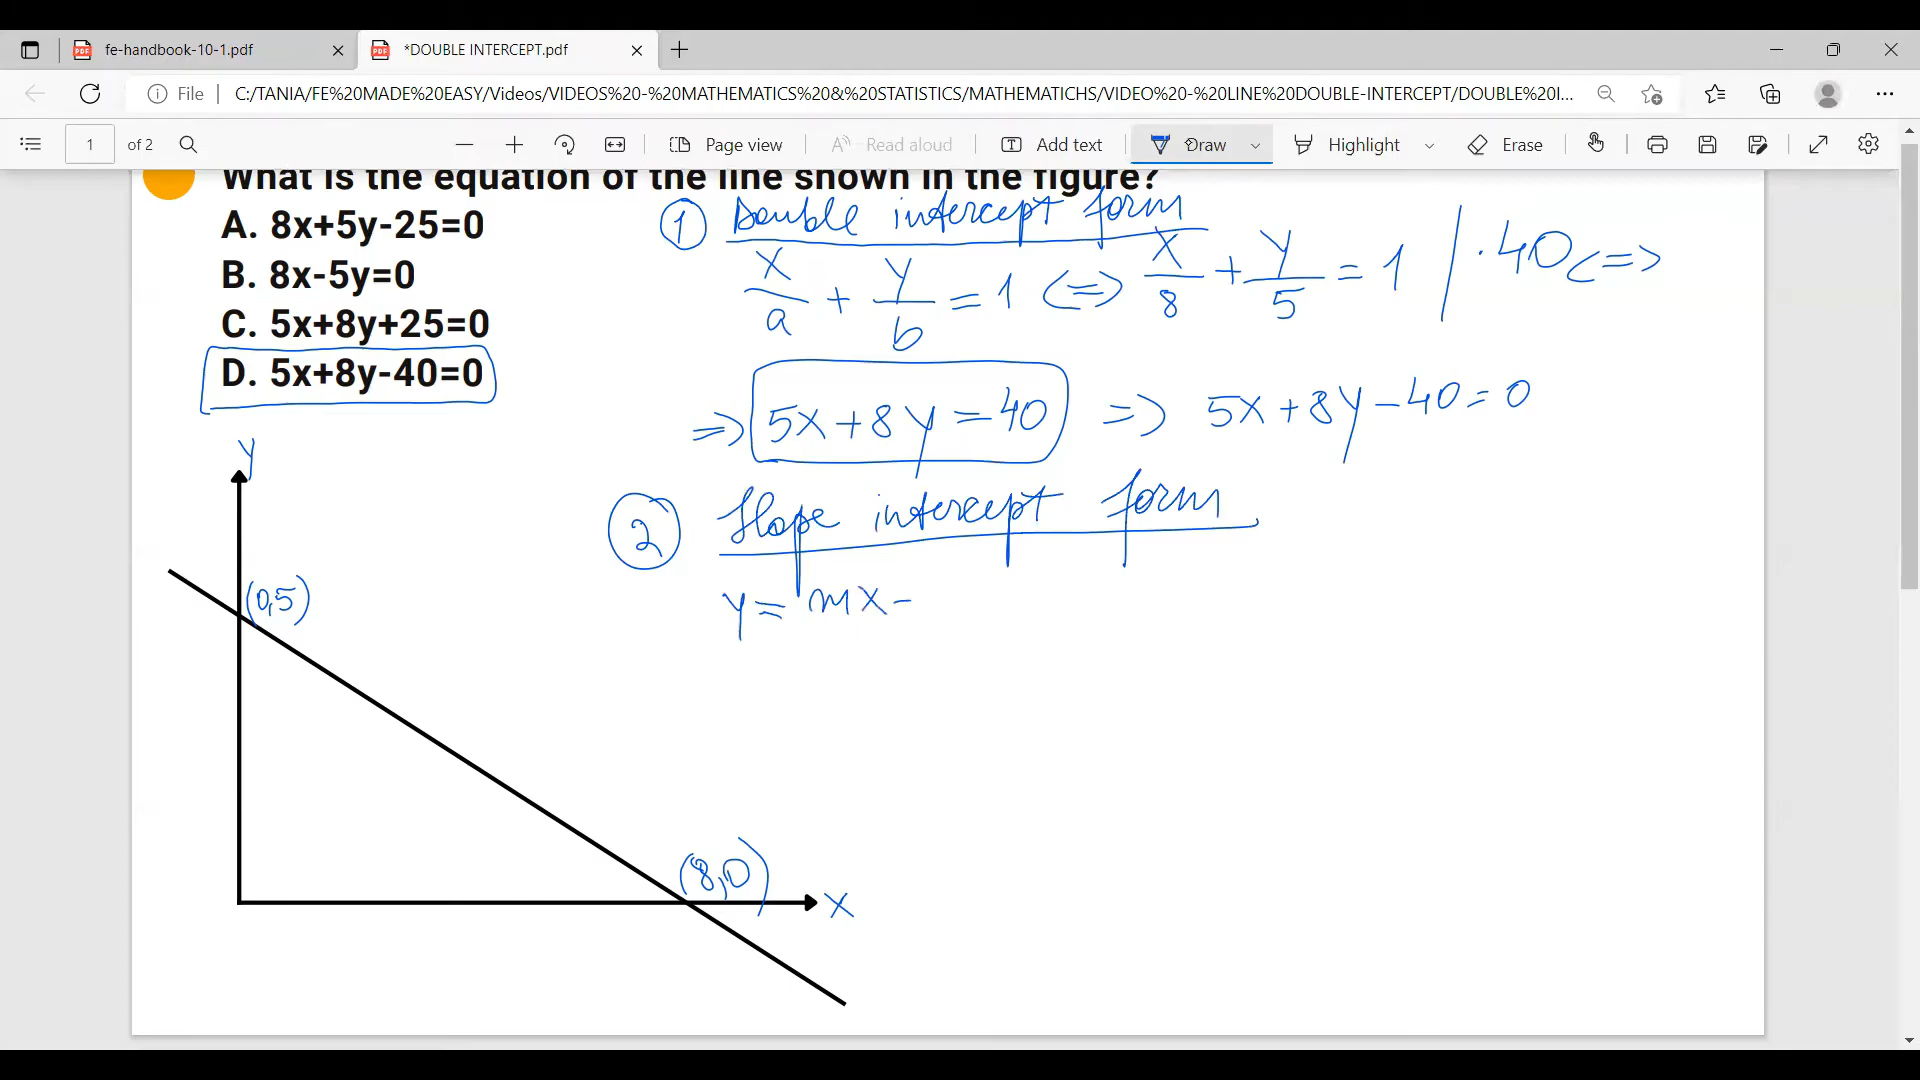 fe-handbook-10-1.pdf
*DOUBLE INTERCEPT.pdf
File
C:/TANIA/FE%20MADE%20EASY/Videos/VIDEOS%20-%20MATHEMATICS%20&%20STATISTICS/MATHEMATICHS/VIDEO%20-%20LINE%20DOUBLE-INTERCEPT/DOUBLE%20I...
1 of 2
Page view
Read aloud
Add text
Draw
Highlight
Erase
What is the equation of the line shown in the figure?
A. 8x+5y-25=0
B. 8x-5y=0
C. 5x+8y+25=0
D. 5x+8y-40=0
1 Double intercept form
x/a + y/b = 1 <=> x/8 + y/5 = 1 / · 40 <=>
=> 5x+8y=40 => 5x+8y-40=0
2 Slope intercept form
y= mx-
y
(0,5)
(8,0)
x